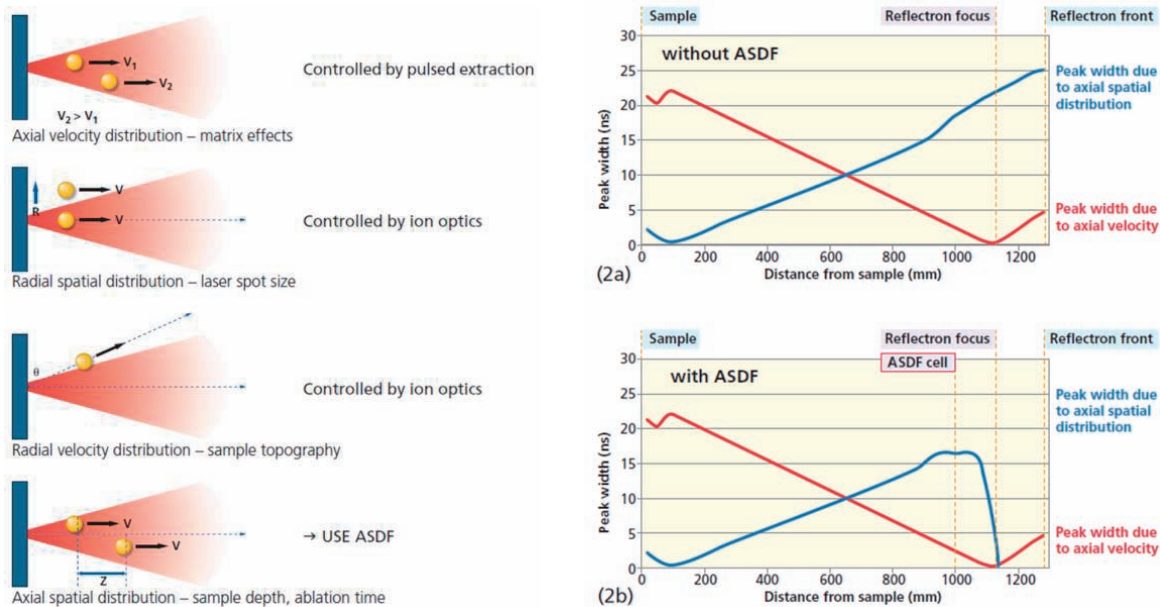 V₁
V₂
V₂ > V₁
Controlled by pulsed extraction
Axial velocity distribution – matrix effects
R
V
V
Controlled by ion optics
Radial spatial distribution – laser spot size
θ
Controlled by ion optics
Radial velocity distribution – sample topography
V
V
Z
→ USE ASDF
Axial spatial distribution – sample depth, ablation time
Sample
Reflectron focus
Reflectron front
without ASDF
Peak width (ns)
30
25
20
15
10
5
0
0
200
400
600
800
1000
1200
Distance from sample (mm)
Peak width due
to axial spatial
distribution
Peak width due
to axial velocity
(2a)
Sample
Reflectron focus
Reflectron front
ASDF cell
with ASDF
Peak width (ns)
30
25
20
15
10
5
0
0
200
400
600
800
1000
1200
Distance from sample (mm)
Peak width due
to axial spatial
distribution
Peak width due
to axial velocity
(2b)